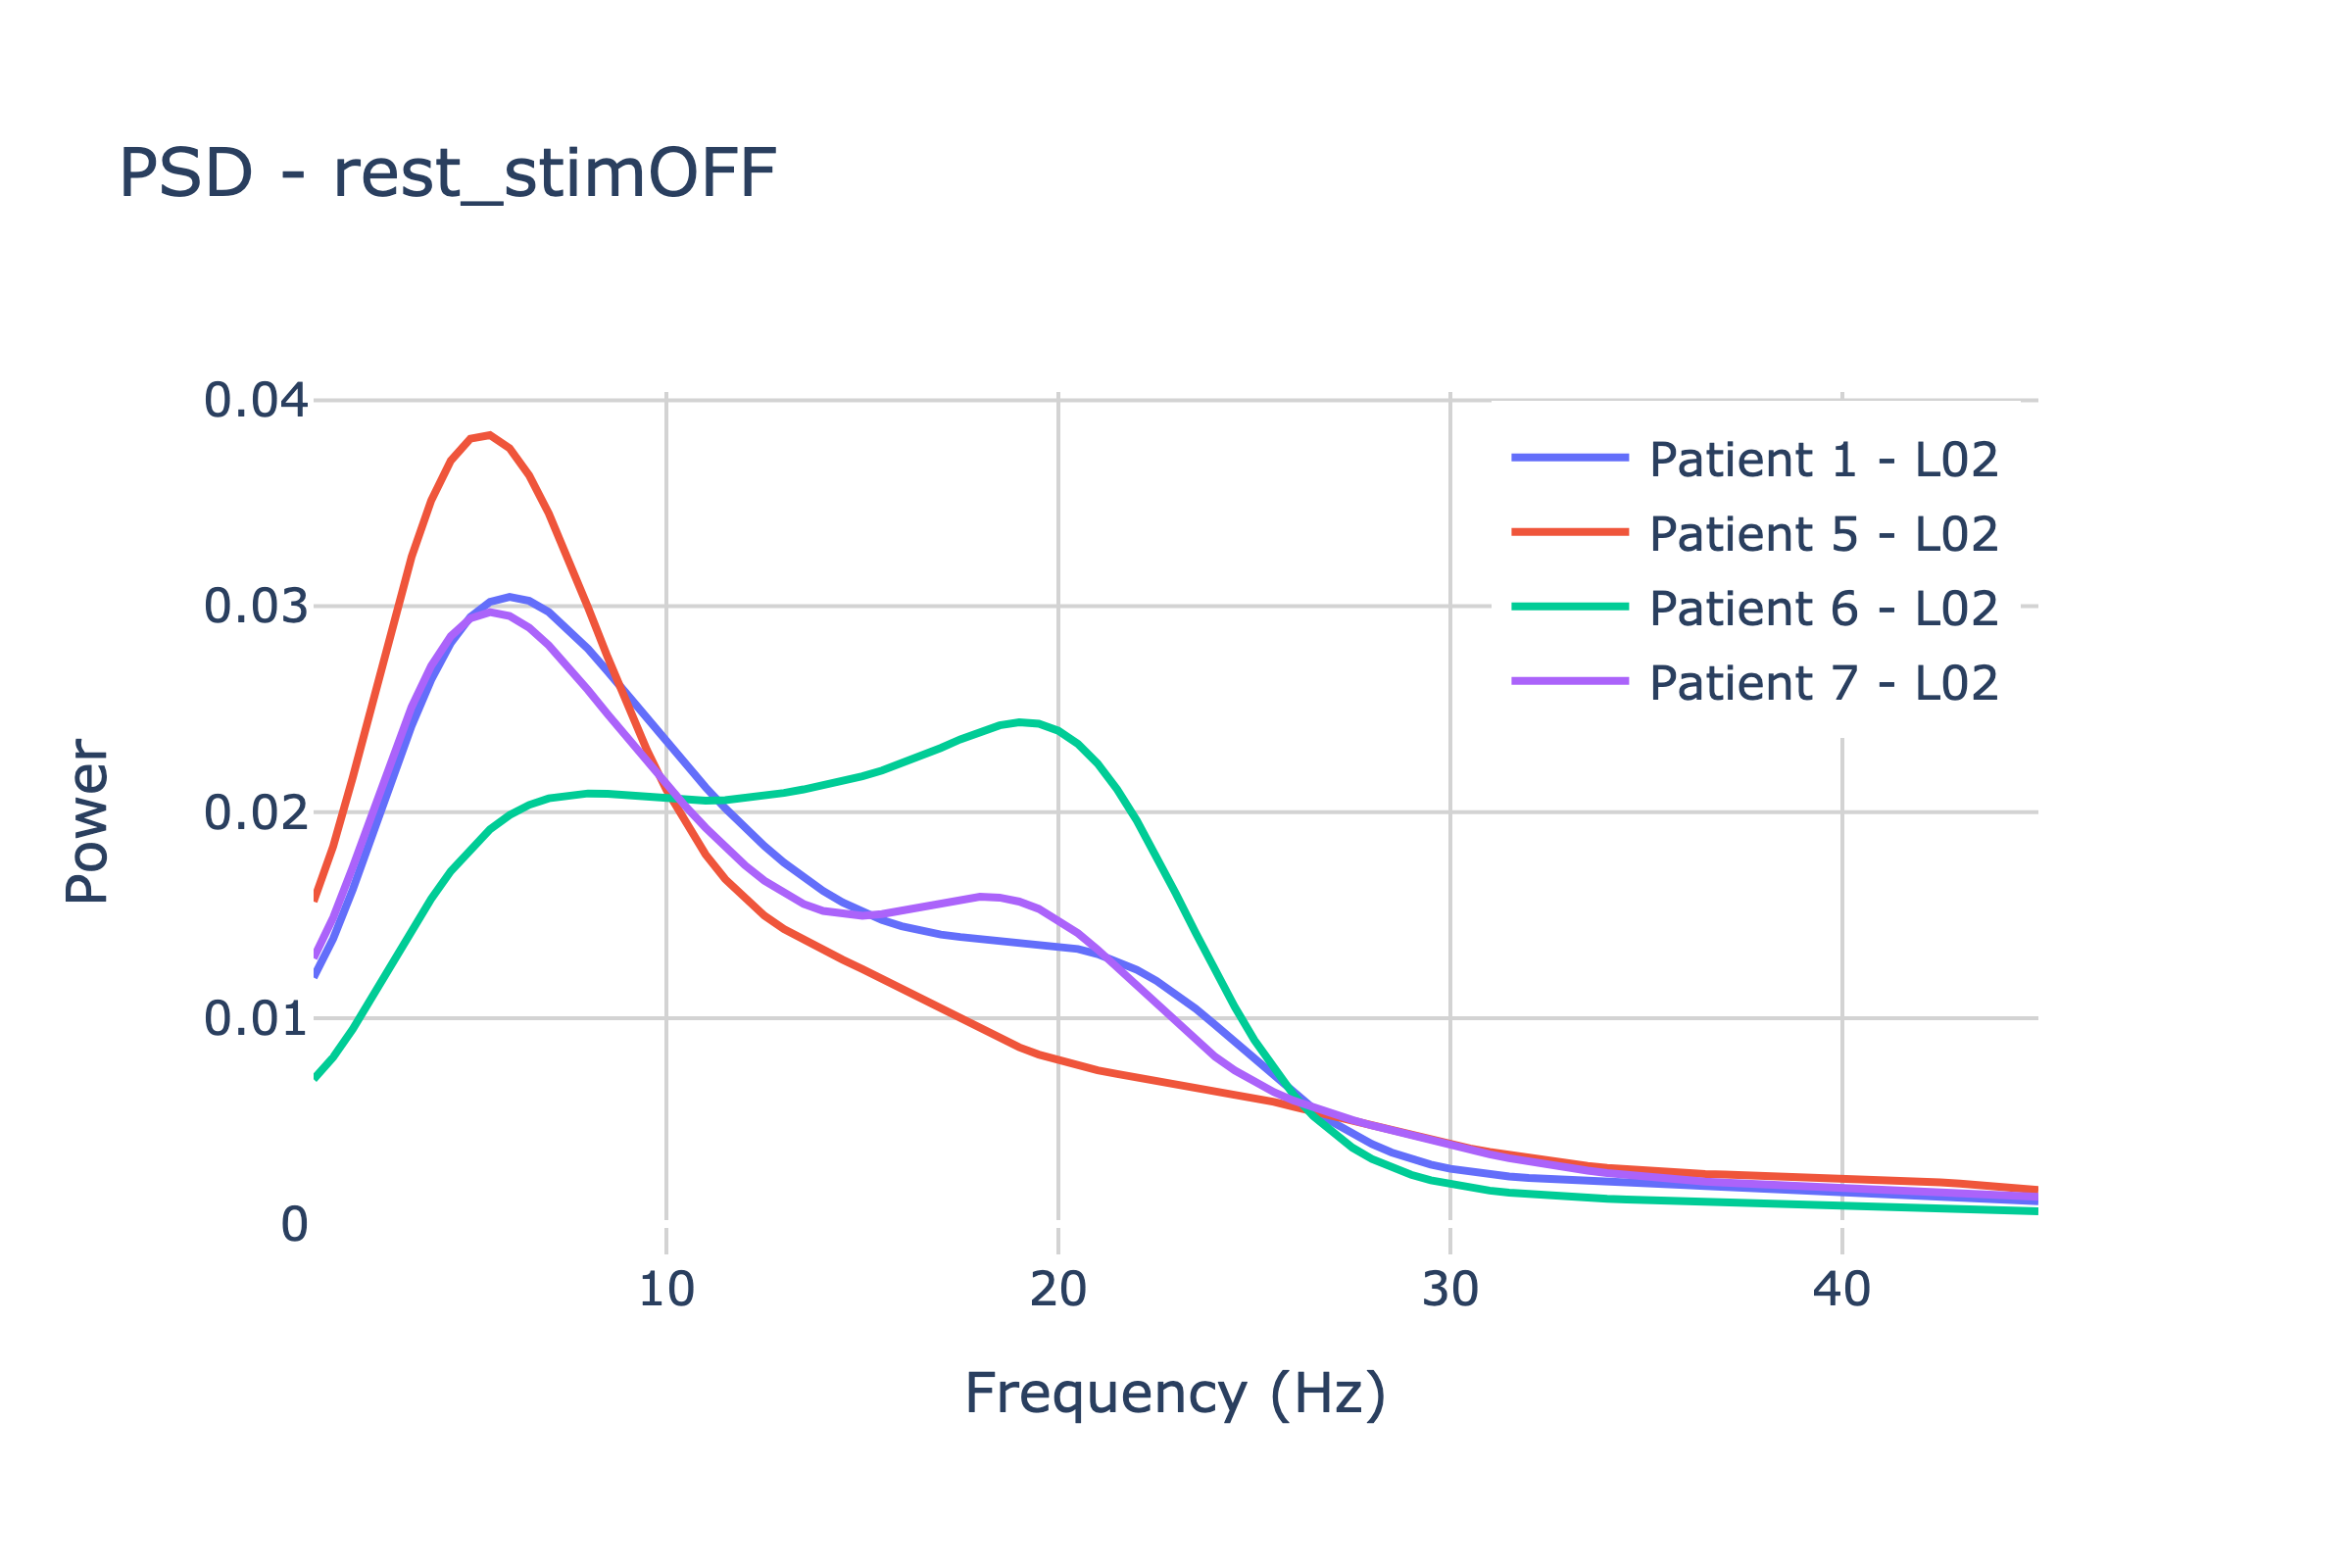 PSD - rest_stimOFF
0.04
0.03
0.02
0.01
0
Power
Patient 1 - L02
Patient 5 - L02
Patient 6 - L02
Patient 7 - L02
10 20 30 40
Frequency (Hz)